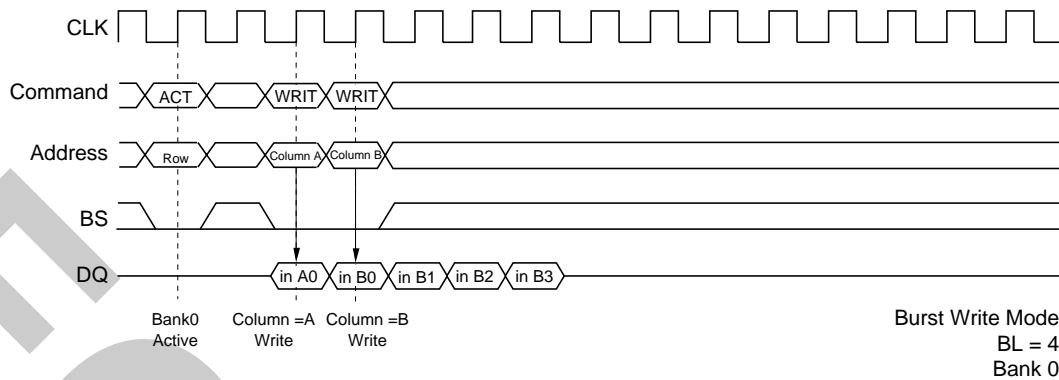 CLK
Command ACT WRIT WRIT
Address Row Column A Column B
BS
DQ in A0 in B0 in B1 in B2 in B3
Bank0 Column =A Column =B
Active Write Write
Burst Write Mode
BL = 4
Bank 0